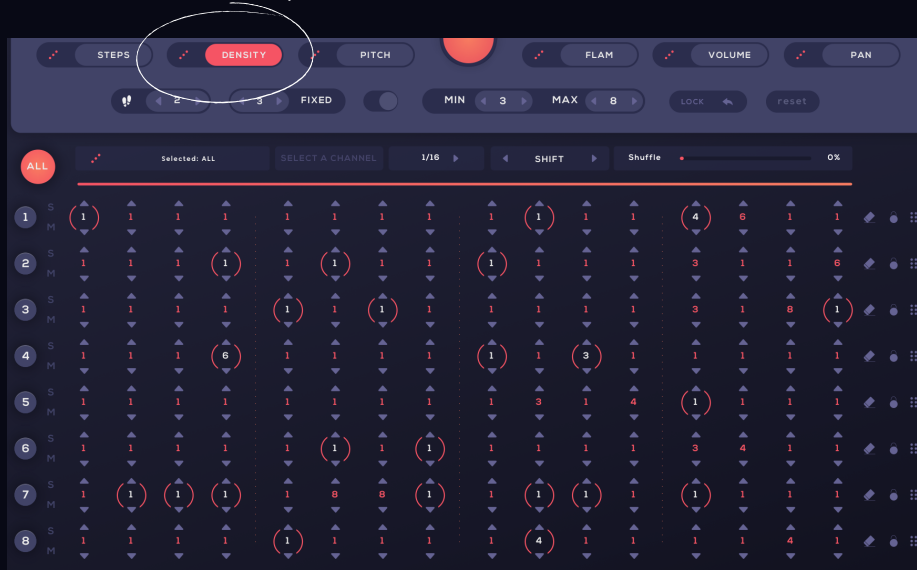 STEPS DENSITY PITCH FLAM VOLUME PAN
2 3 FIXED MIN 3 MAX 8 LOCK reset
ALL Selected: ALL SELECT A CHANNEL 1/16 SHIFT Shuffle 0%
S
1 1 1 1 1 1 1 1 1 1 1 1 1 4 6 1 1
M
S
2 1 1 1 1 1 1 1 1 1 1 1 1 3 1 1 6
M
S
3 1 1 1 1 1 1 1 1 1 1 1 1 3 1 8 1
M
S
4 1 1 1 6 1 1 1 1 1 1 3 1 1 1 1 1
M
S
5 1 1 1 1 1 1 1 1 1 3 1 4 1 1 1 1
M
S
6 1 1 1 1 1 1 1 1 1 1 1 1 3 4 1 1
M
S
7 1 1 1 1 1 8 8 1 1 1 1 1 1 1 1 1
M
S
8 1 1 1 1 1 1 1 1 1 4 1 1 1 1 4 1
M